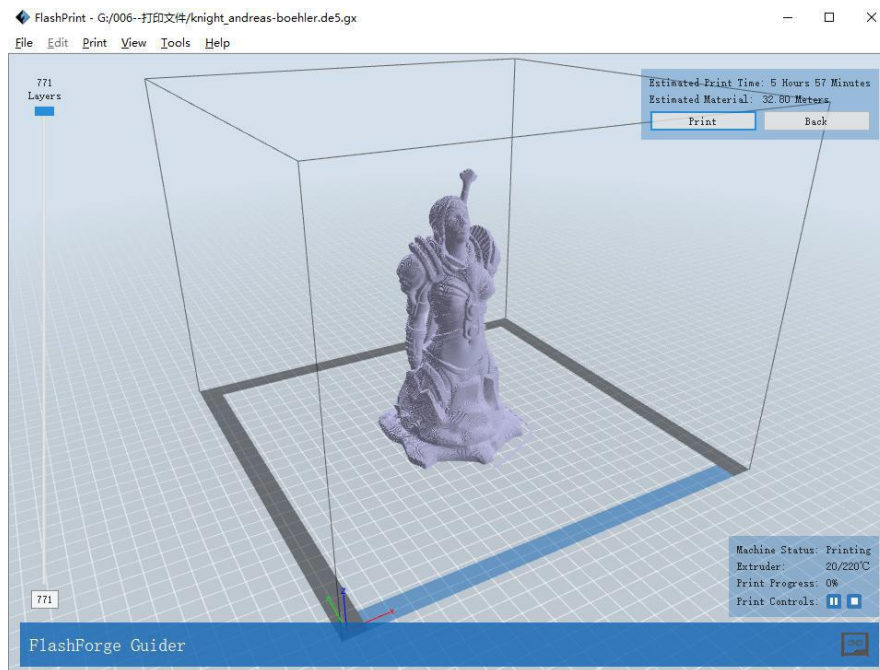 FlashPrint - G:/006--打印文件/knight_andreas-boehler.de5.gx
File Edit Print View Tools Help
771
Layers
Estimated Print Time: 5 Hours 57 Minutes
Estimated Material: 32.80 Meters
Print Back
Machine Status: Printing
Extruder: 20/220℃
Print Progress: 0%
Print Controls:
771
Z
FlashForge Guider